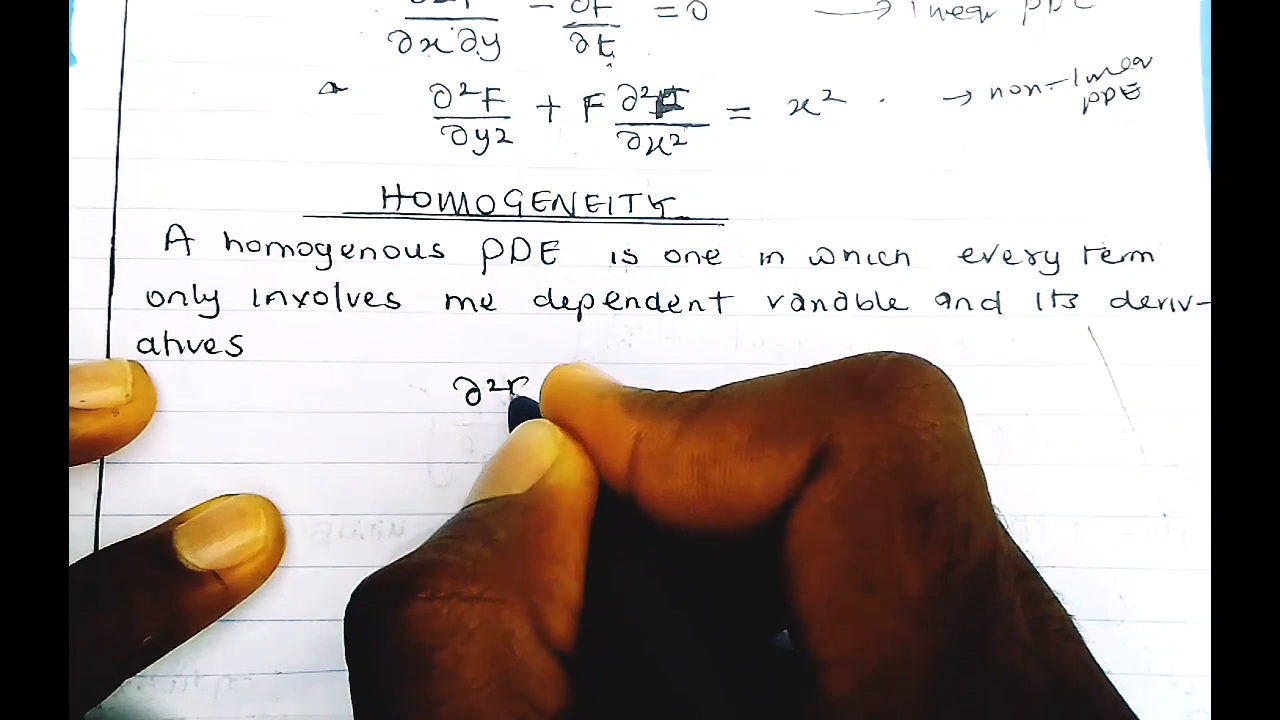 ∂x∂y − ∂F/∂t = 0 → linear PDE
∂²F/∂y² + F ∂²F/∂x² = x² . → non-linear PDE
HOMOGENEITY
A homogenous PDE is one in which every term
only involves the dependent variable and its deriv-
atives
∂²F